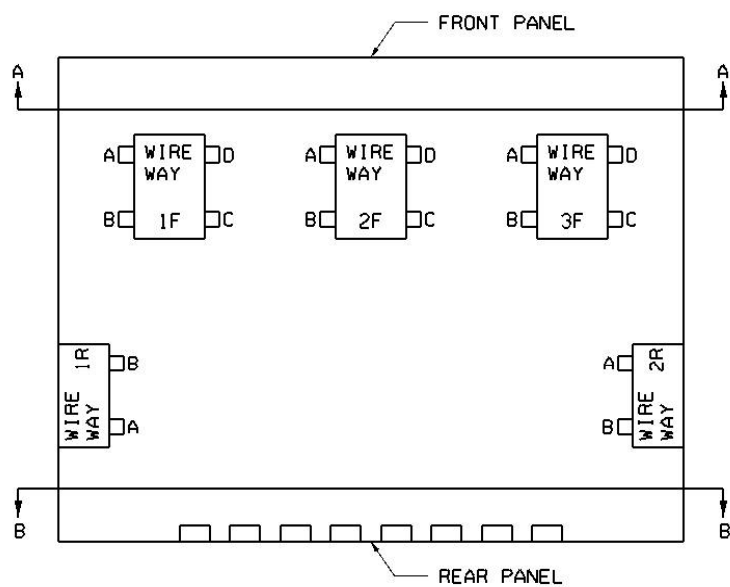 FRONT PANEL
A A
A WIRE D A WIRE D A WIRE D
WAY WAY WAY
B 1F C B 2F C B 3F C
1R B A 2R
WIRE WAY A B WIRE WAY
B B
REAR PANEL